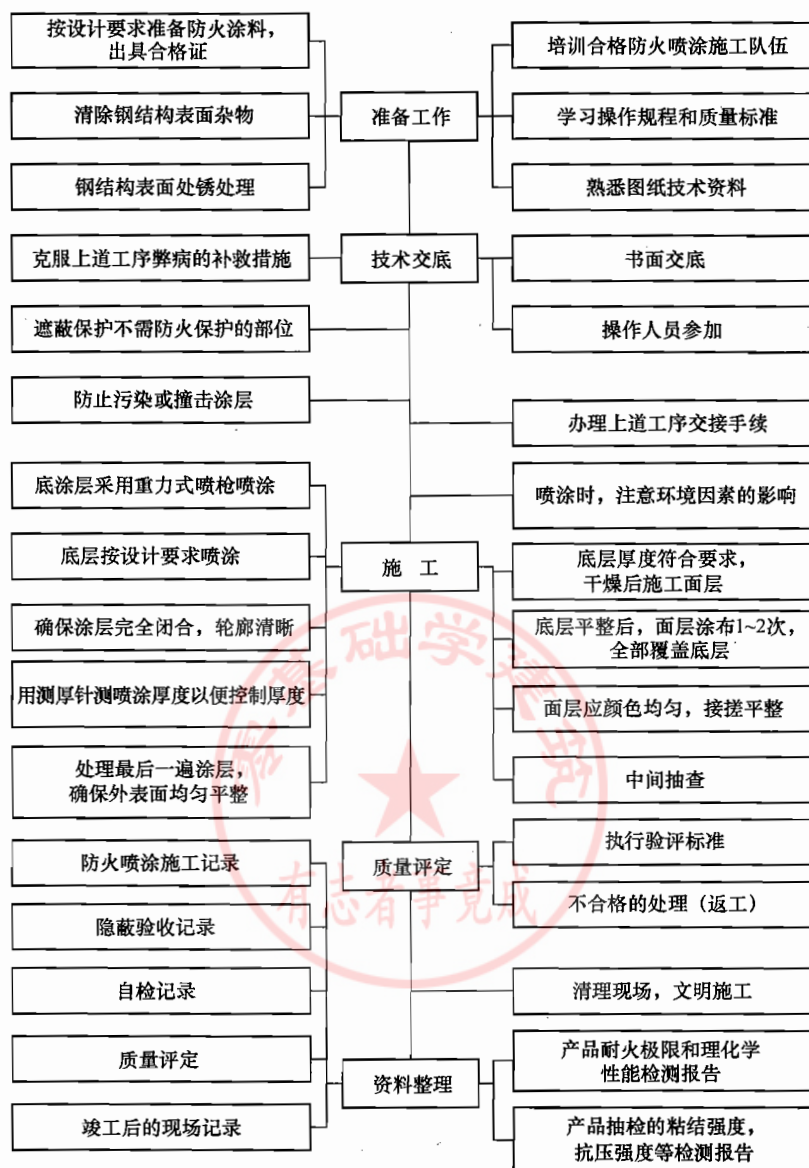 按设计要求准备防火涂料，
出具合格证
清除钢结构表面杂物
钢结构表面处锈处理
准备工作
培训合格防火喷涂施工队伍
学习操作规程和质量标准
熟悉图纸技术资料
克服上道工序弊病的补救措施
技术交底
书面交底
操作人员参加
遮蔽保护不需防火保护的部位
防止污染或撞击涂层
办理上道工序交接手续
喷涂时，注意环境因素的影响
底涂层采用重力式喷枪喷涂
底层按设计要求喷涂
确保涂层完全闭合，轮廓清晰
用测厚针测喷涂厚度以便控制厚度
处理最后一遍涂层，
确保外表面均匀平整
施 工
底层厚度符合要求，
干燥后施工面层
底层平整后，面层涂布1~2次，
全部覆盖底层
面层应颜色均匀，接搓平整
中间抽查
质量评定
执行验评标准
不合格的处理（返工）
清理现场，文明施工
防火喷涂施工记录
隐蔽验收记录
自检记录
质量评定
竣工后的现场记录
资料整理
产品耐火极限和理化学
性能检测报告
产品抽检的粘结强度，
抗压强度等检测报告
零基础学建筑
有志者事竟成